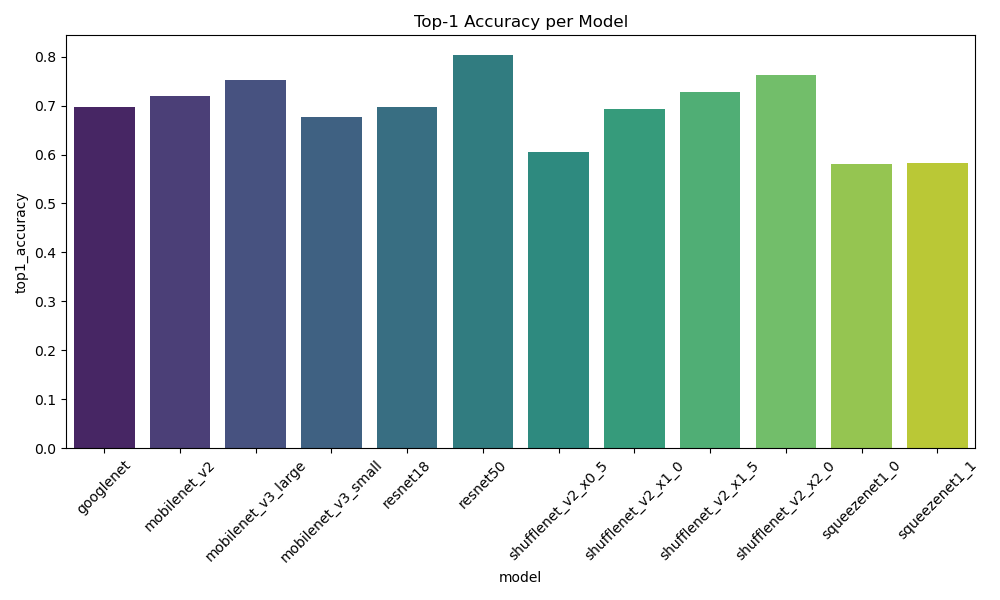 Top-1 Accuracy per Model
top1_accuracy
0.8
0.7
0.6
0.5
0.4
0.3
0.2
0.1
0.0
googlenet
mobilenet_v2
mobilenet_v3_large
mobilenet_v3_small
resnet18
resnet50
shufflenet_v2_x0_5
shufflenet_v2_x1_0
shufflenet_v2_x1_5
shufflenet_v2_x2_0
squeezenet1_0
squeezenet1_1
model